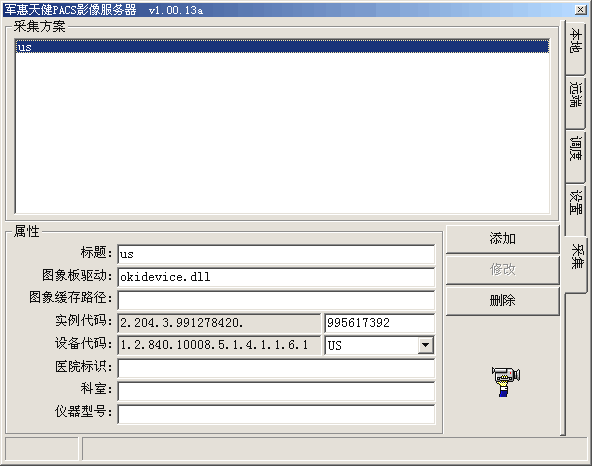 军惠天健PACS影像服务器 v1.00.13a
采集方案
us
本地
远端
调度
设置
采集
属性
标题: us
图象板驱动: okidevice.dll
图象缓存路径:
实例代码: 2.204.3.991278420. 995617392
设备代码: 1.2.840.10008.5.1.4.1.1.6.1 US
医院标识:
科室:
仪器型号:
添加
修改
删除